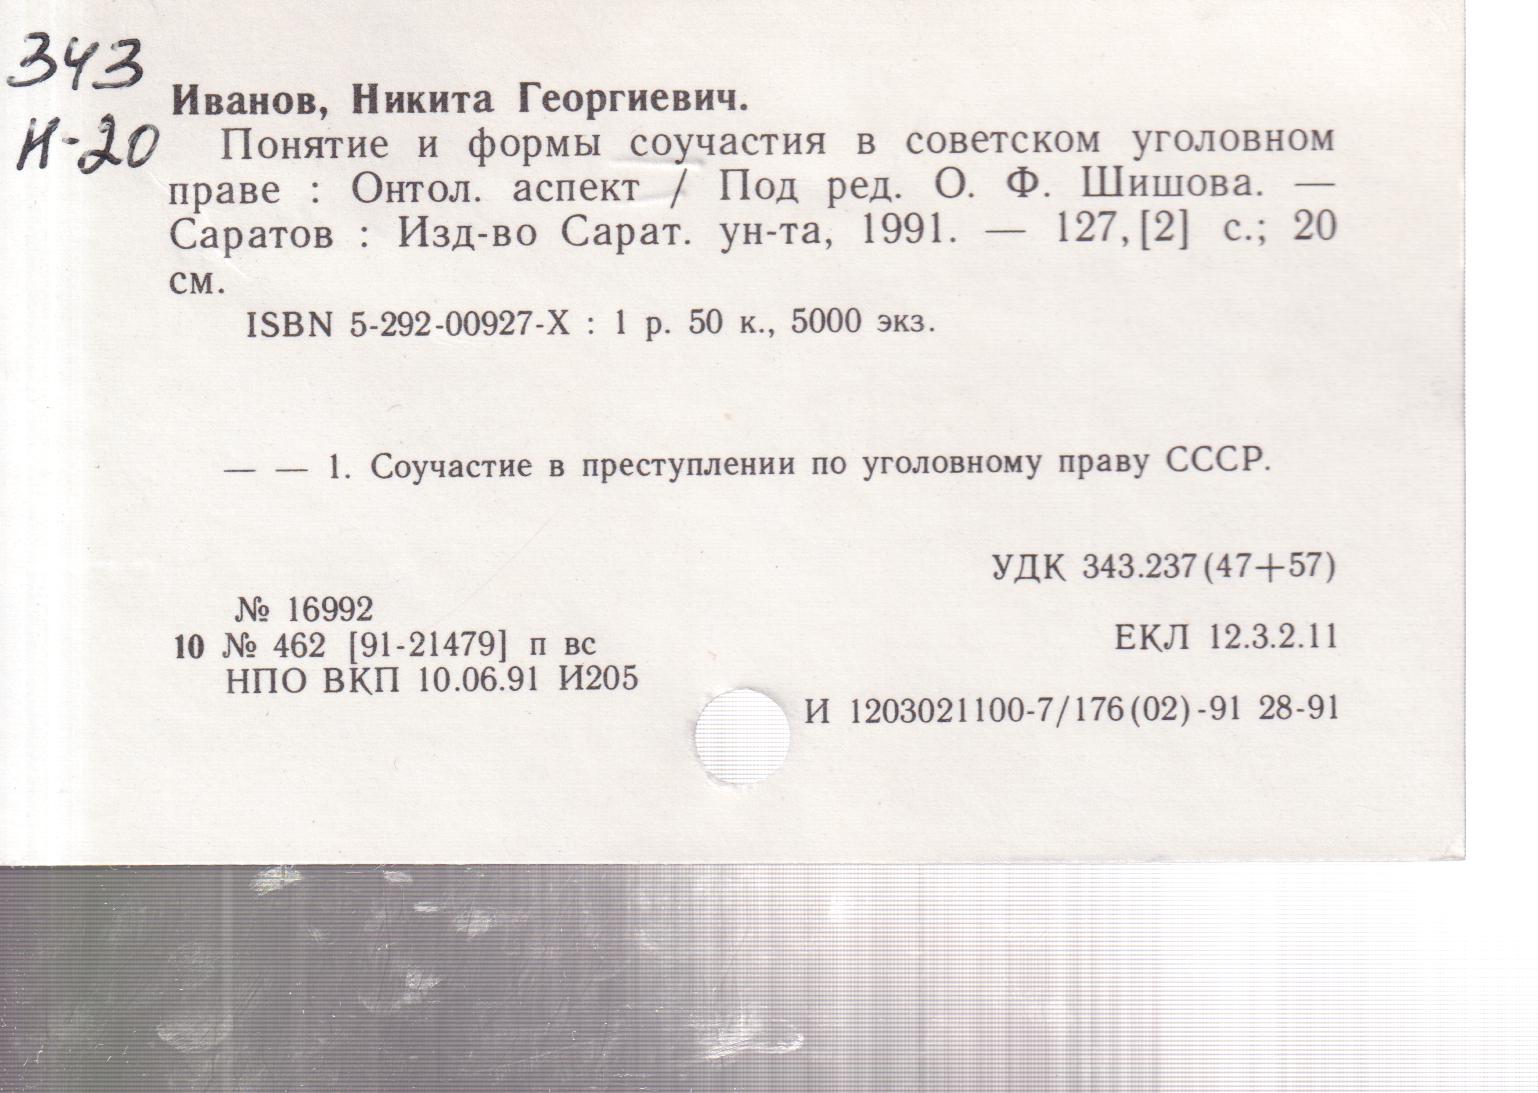 343
И-20
Иванов, Никита Георгиевич.
Понятие и формы соучастия в советском уголовном
праве : Онтол. аспект / Под ред. О. Ф. Шишова. —
Саратов : Изд-во Сарат. ун-та, 1991. — 127, [2] с.; 20
см.
ISBN 5-292-00927-X : 1 р. 50 к., 5000 экз.
— — 1. Соучастие в преступлении по уголовному праву СССР.
УДК 343.237(47+57)
№ 16992
10 № 462 [91-21479] п вс
ЕКЛ 12.3.2.11
НПО ВКП 10.06.91 И205
И 1203021100-7/176(02)-91 28-91